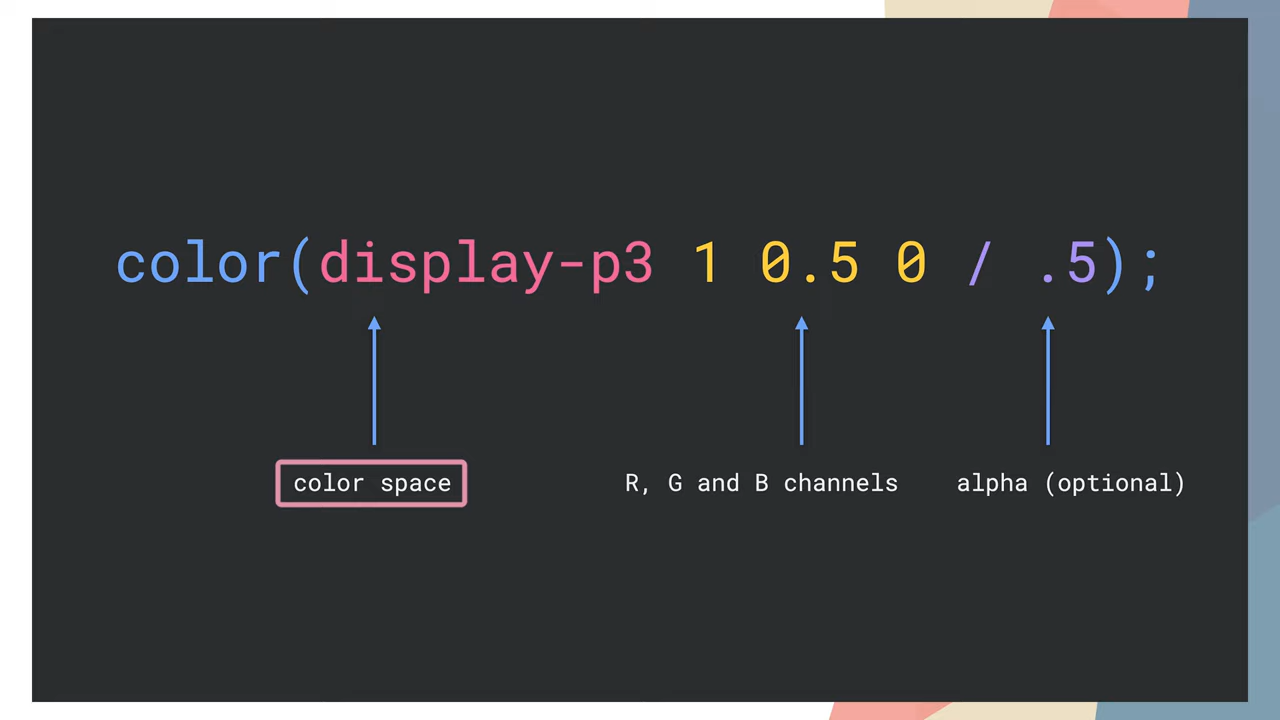 color(display-p3 1 0.5 0 / .5);
color space R, G and B channels alpha (optional)